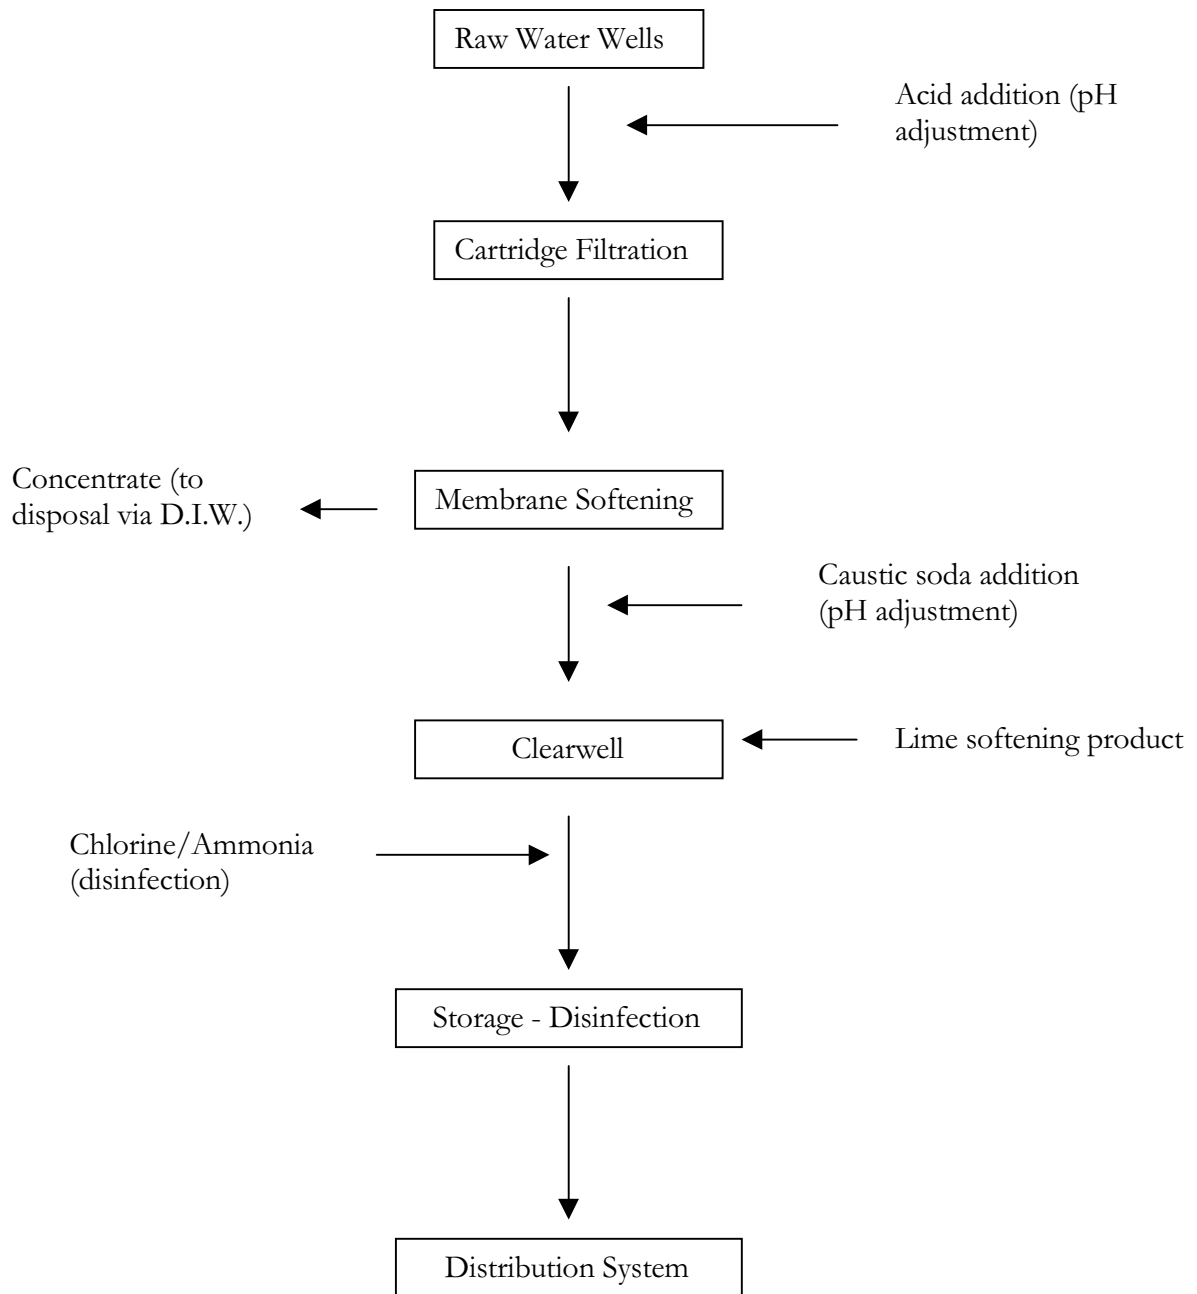 Raw Water Wells
Acid addition (pH
adjustment)
Cartridge Filtration
Concentrate (to
disposal via D.I.W.)
Membrane Softening
Caustic soda addition
(pH adjustment)
Clearwell
Lime softening product
Chlorine/Ammonia
(disinfection)
Storage - Disinfection
Distribution System